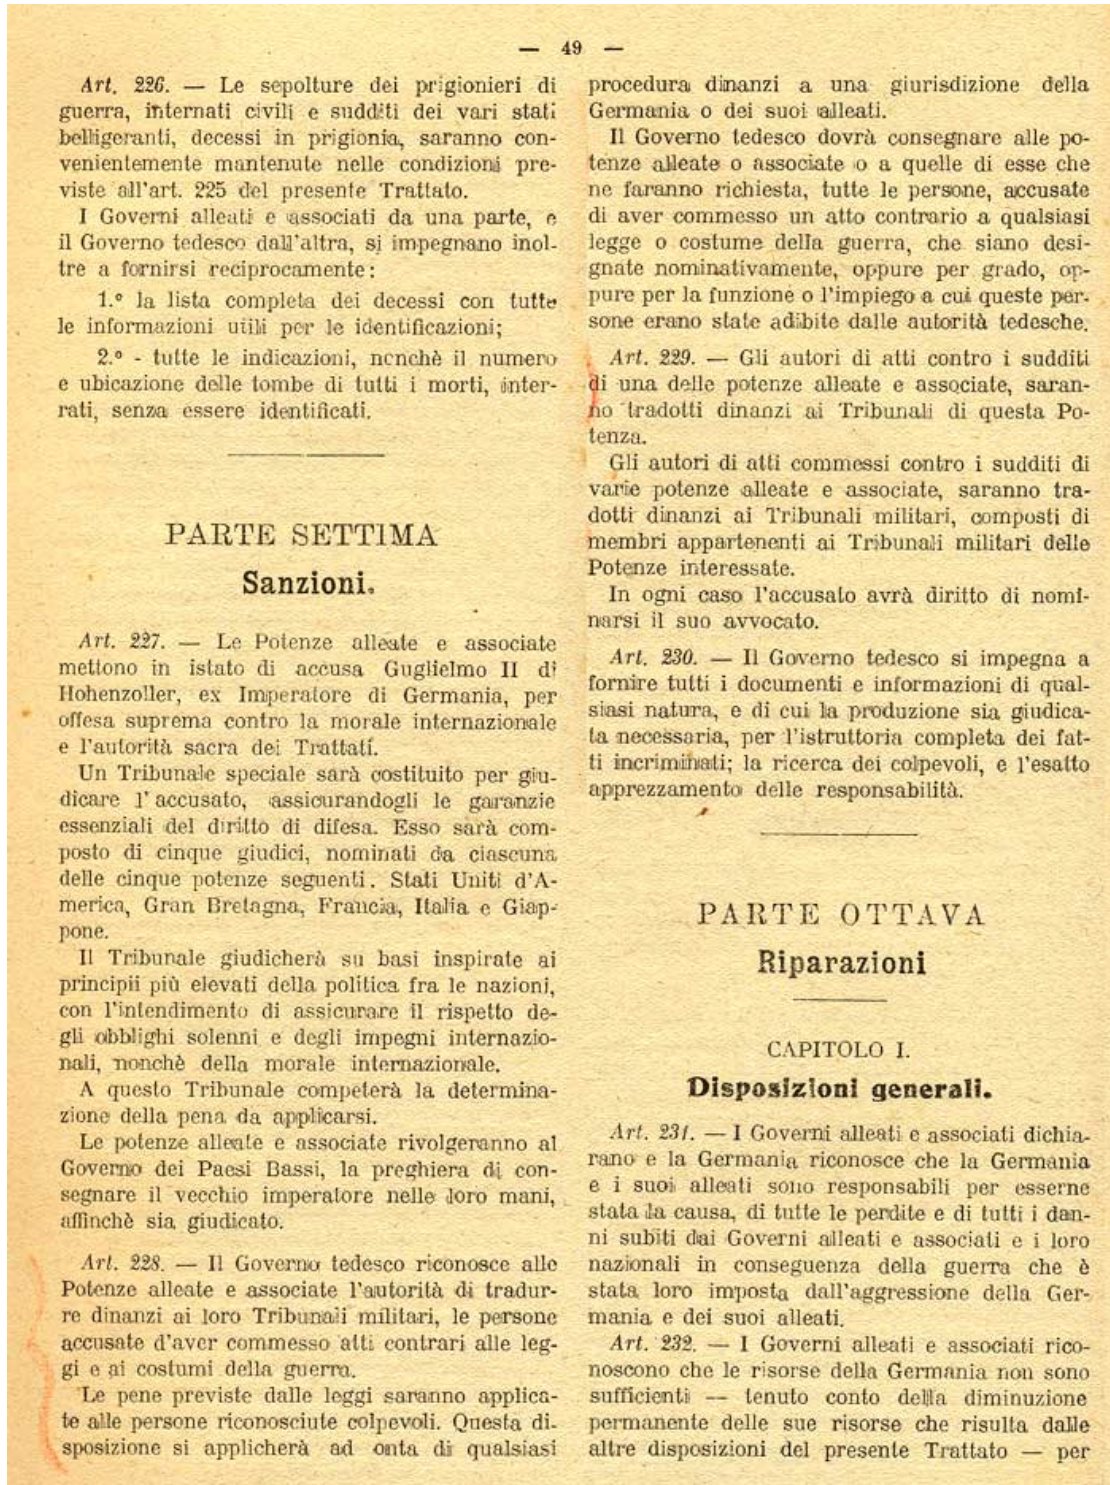 — 49 —
Art. 226. — Le sepolture dei prigionieri di
guerra, internati civili e sudditi dei vari stati
belligeranti, decessi in prigionia, saranno con-
venientemente mantenute nelle condizioni pre-
viste all'art. 225 del presente Trattato.
I Governi alleati e associati da una parte, e
il Governo tedesco dall'altra, si impegnano inol-
tre a fornirsi reciprocamente:
1.º la lista completa dei decessi con tutte
le informazioni utili per le identificazioni;
2.º - tutte le indicazioni, nonchè il numero
e ubicazione delle tombe di tutti i morti, inter-
rati, senza essere identificati.
PARTE SETTIMA
Sanzioni.
Art. 227. — Le Potenze alleate e associate
mettono in istato di accusa Guglielmo II di
Hohenzoller, ex Imperatore di Germania, per
offesa suprema contro la morale internazionale
e l'autorità sacra dei Trattati.
Un Tribunale speciale sarà costituito per giu-
dicare l'accusato, assicurandogli le garanzie
essenziali del diritto di difesa. Esso sarà com-
posto di cinque giudici, nominati da ciascuna
delle cinque potenze seguenti. Stati Uniti d'A-
merica, Gran Bretagna, Francia, Italia e Giap-
pone.
Il Tribunale giudicherà su basi inspirate ai
principii più elevati della politica fra le nazioni,
con l'intendimento di assicurare il rispetto de-
gli obblighi solenni e degli impegni internazio-
nali, nonchè della morale internazionale.
A questo Tribunale competerà la determina-
zione della pena da applicarsi.
Le potenze alleate e associate rivolgeranno al
Governo dei Paesi Bassi, la preghiera di con-
segnare il vecchio imperatore nelle loro mani,
affinchè sia giudicato.
Art. 228. — Il Governo tedesco riconosce alle
Potenze alleate e associate l'autorità di tradur-
re dinanzi ai loro Tribunali militari, le persone
accusate d'aver commesso atti contrari alle leg-
gi e ai costumi della guerra.
Le pene previste dalle leggi saranno applica-
te alle persone riconosciute colpevoli. Questa di-
sposizione si applicherà ad onta di qualsiasi
procedura dinanzi a una giurisdizione della
Germania o dei suoi alleati.
Il Governo tedesco dovrà consegnare alle po-
tenze alleate o associate o a quelle di esse che
ne faranno richiesta, tutte le persone, accusate
di aver commesso un atto contrario a qualsiasi
legge o costume della guerra, che siano desi-
gnate nominativamente, oppure per grado, op-
pure per la funzione o l'impiego a cui queste per-
sone erano state adibite dalle autorità tedesche.
Art. 229. — Gli autori di atti contro i sudditi
di una delle potenze alleate e associate, saran-
no tradotti dinanzi ai Tribunali di questa Po-
tenza.
Gli autori di atti commessi contro i sudditi di
varie potenze alleate e associate, saranno tra-
dotti dinanzi ai Tribunali militari, composti di
membri appartenenti ai Tribunali militari delle
Potenze interessate.
In ogni caso l'accusato avrà diritto di nomi-
narsi il suo avvocato.
Art. 230. — Il Governo tedesco si impegna a
fornire tutti i documenti e informazioni di qual-
siasi natura, e di cui la produzione sia giudica-
ta necessaria, per l'istruttoria completa dei fat-
ti incriminati; la ricerca dei colpevoli, e l'esatto
apprezzamento delle responsabilità.
PARTE OTTAVA
Riparazioni
CAPITOLO I.
Disposizioni generali.
Art. 231. — I Governi alleati e associati dichia-
rano e la Germania riconosce che la Germania
e i suoi alleati sono responsabili per esserne
stata la causa, di tutte le perdite e di tutti i dan-
ni subiti dai Governi alleati e associati e i loro
nazionali in conseguenza della guerra che è
stata loro imposta dall'aggressione della Ger-
mania e dei suoi alleati.
Art. 232. — I Governi alleati e associati rico-
noscono che le risorse della Germania non sono
sufficienti — tenuto conto della diminuzione
permanente delle sue risorse che risulta dalle
altre disposizioni del presente Trattato — per